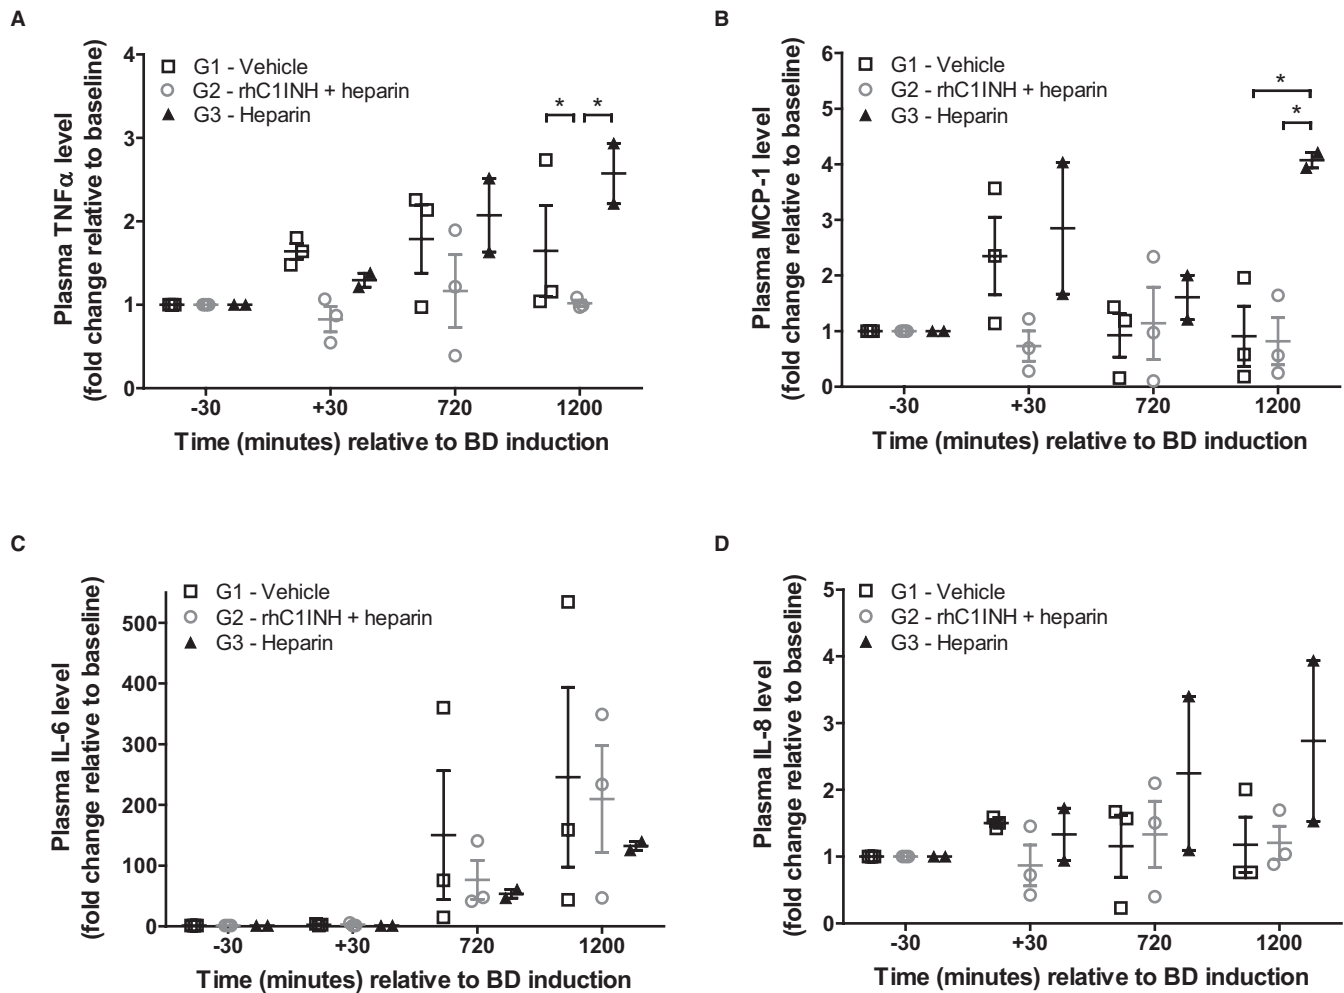 A
Plasma TNFα level
(fold change relative to baseline)
4
3
2
1
0
G1 - Vehicle
G2 - rhC1INH + heparin
G3 - Heparin
* *
-30 +30 720 1200
Time (minutes) relative to BD induction
B
Plasma MCP-1 level
(fold change relative to baseline)
6
5
4
3
2
1
0
G1 - Vehicle
G2 - rhC1INH + heparin
G3 - Heparin
*
*
-30 +30 720 1200
Time (minutes) relative to BD induction
C
Plasma IL-6 level
(fold change relative to baseline)
500
400
300
200
100
0
G1 - Vehicle
G2 - rhC1INH + heparin
G3 - Heparin
-30 +30 720 1200
Time (minutes) relative to BD induction
D
Plasma IL-8 level
(fold change relative to baseline)
5
4
3
2
1
0
G1 - Vehicle
G2 - rhC1INH + heparin
G3 - Heparin
-30 +30 720 1200
Time (minutes) relative to BD induction